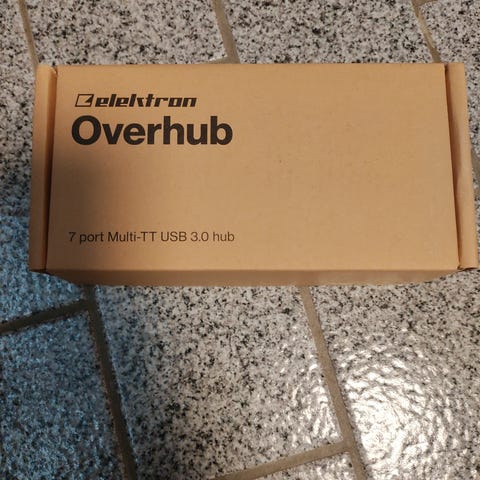 elektron
Overhub
7 port Multi-TT USB 3.0 hub